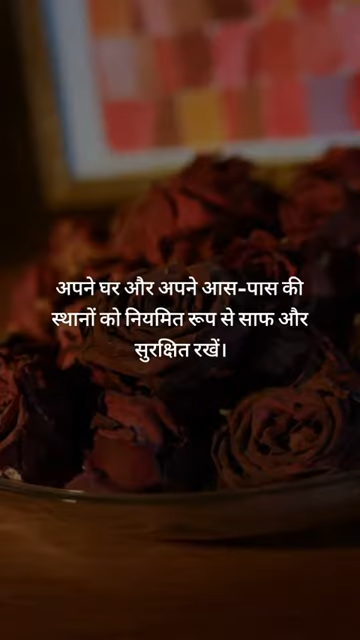 अपने घर और अपने आस-पास की
स्थानों को नियमित रूप से साफ और
सुरक्षित रखें।